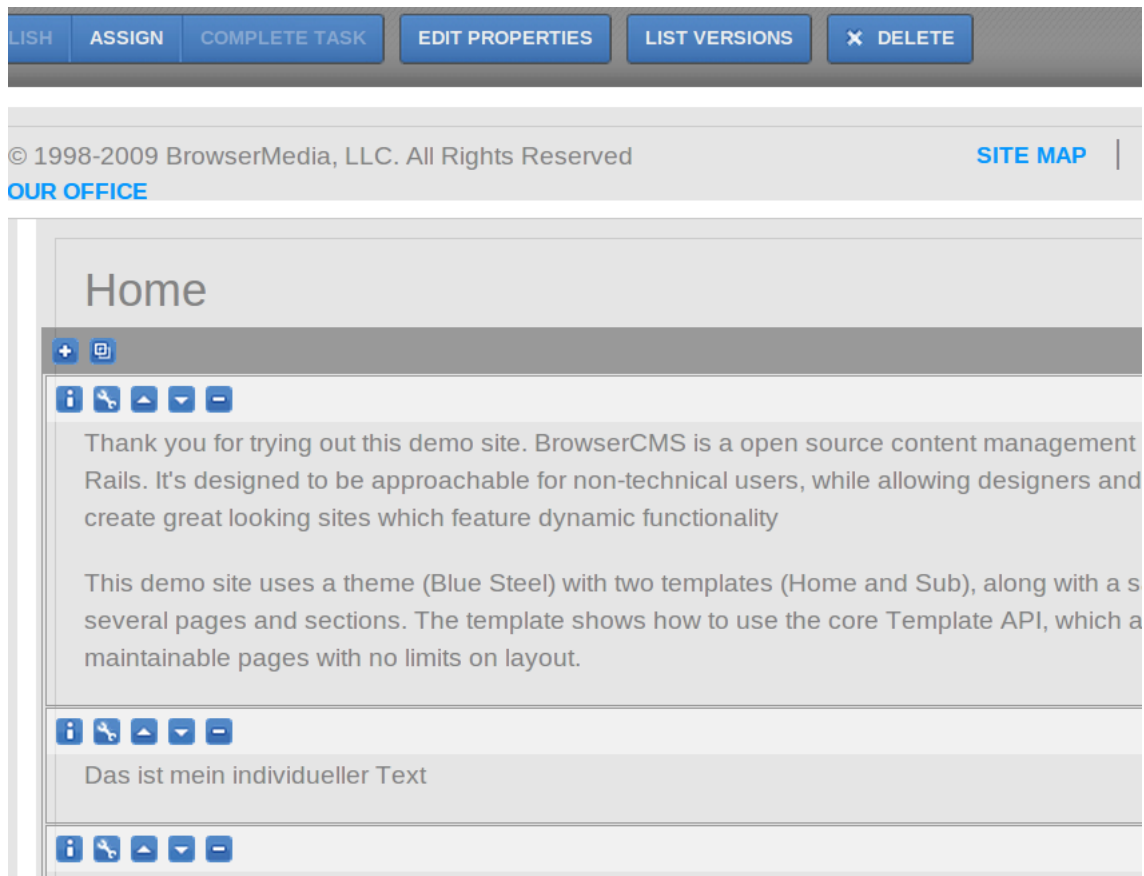 LISH ASSIGN COMPLETE TASK EDIT PROPERTIES LIST VERSIONS DELETE
© 1998-2009 BrowserMedia, LLC. All Rights Reserved SITE MAP |
OUR OFFICE
Home
Thank you for trying out this demo site. BrowserCMS is a open source content management
Rails. It's designed to be approachable for non-technical users, while allowing designers and
create great looking sites which feature dynamic functionality
This demo site uses a theme (Blue Steel) with two templates (Home and Sub), along with a s
several pages and sections. The template shows how to use the core Template API, which a
maintainable pages with no limits on layout.
Das ist mein individueller Text